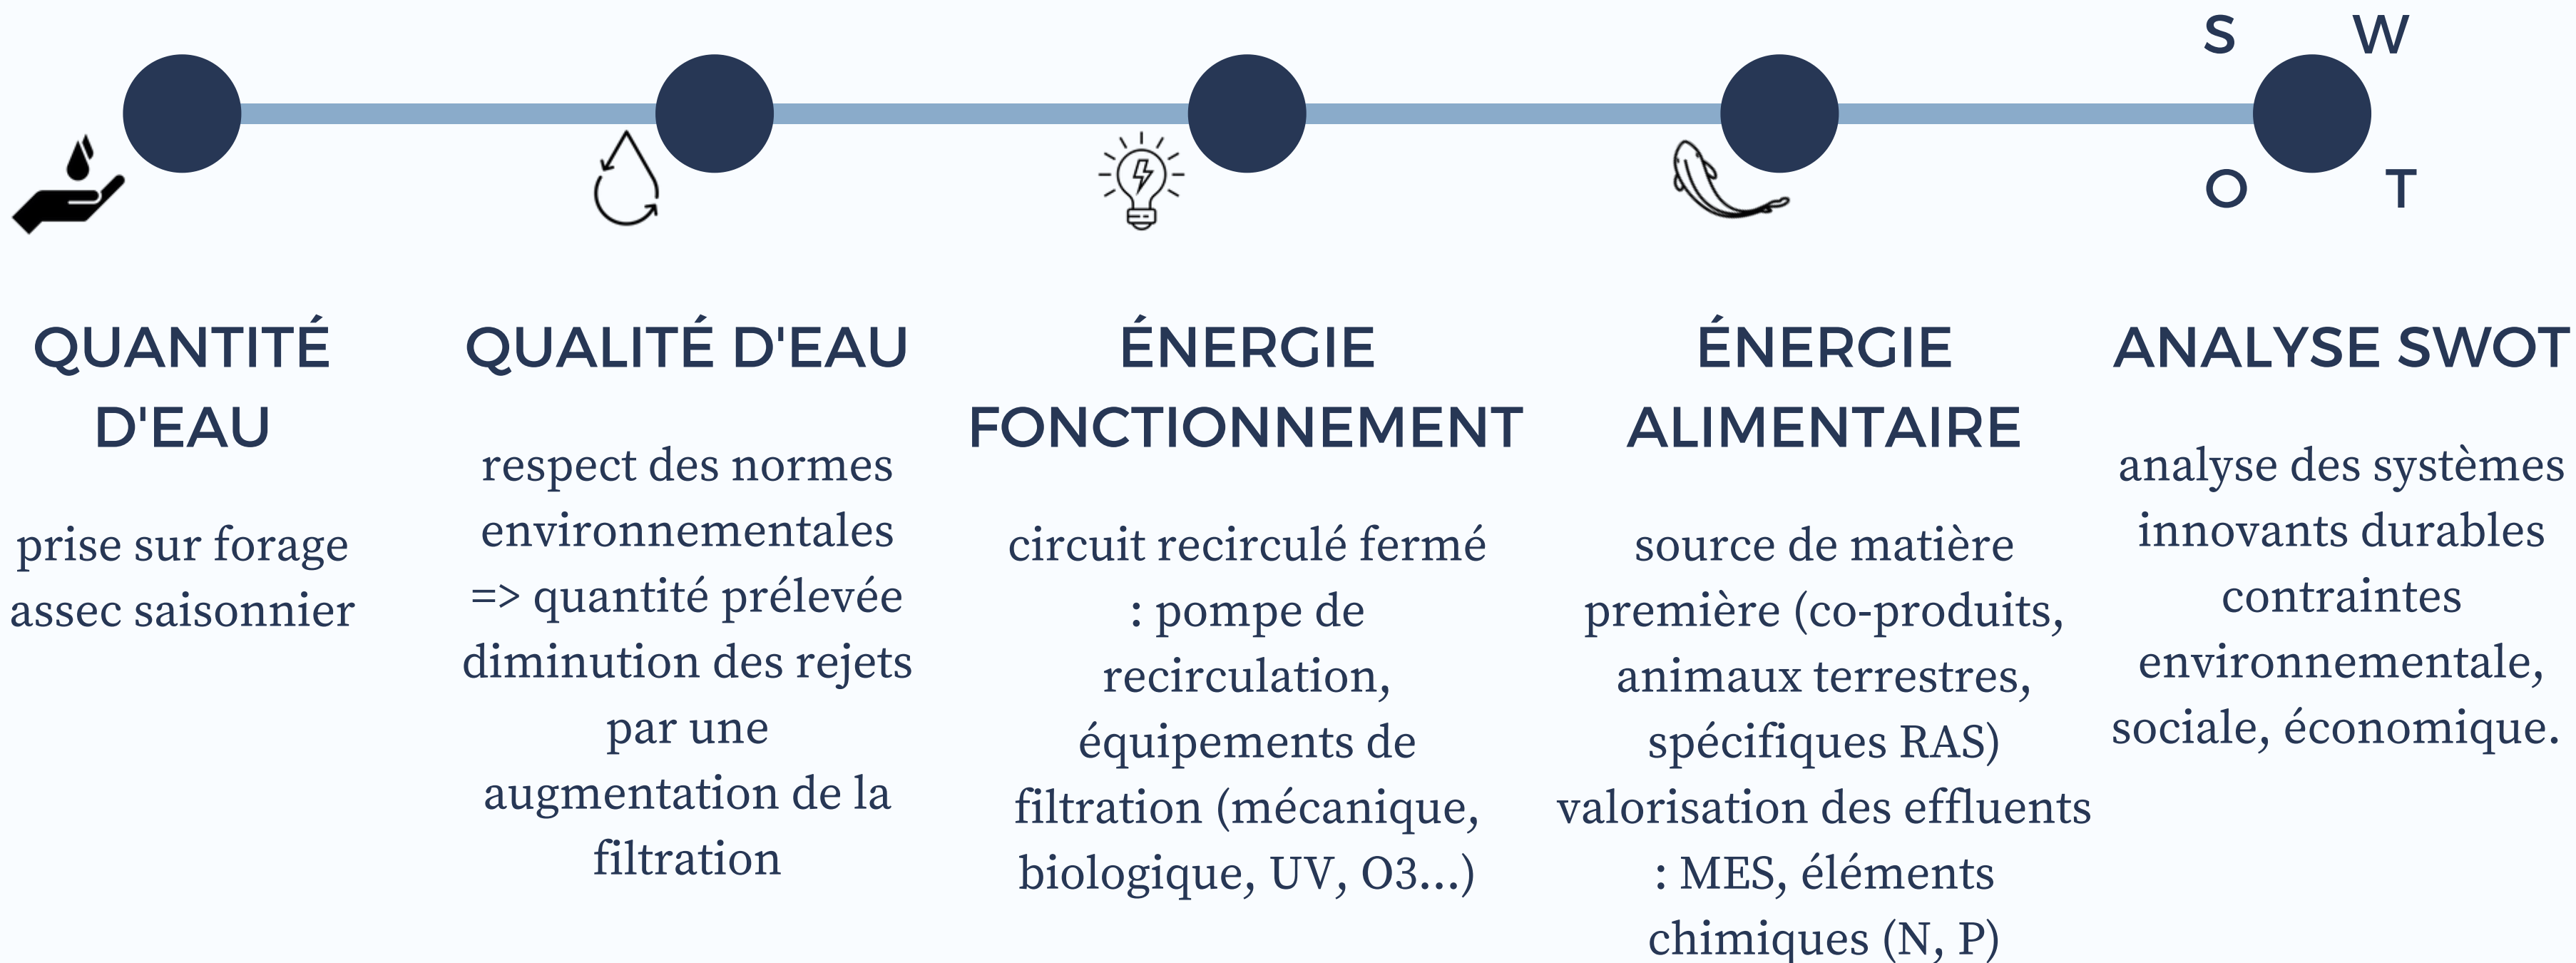 S W
O T
QUANTITÉ
D'EAU
prise sur forage
assec saisonnier
QUALITÉ D'EAU
respect des normes
environnementales
=> quantité prélevée
diminution des rejets
par une
augmentation de la
filtration
ÉNERGIE
FONCTIONNEMENT
circuit recirculé fermé
: pompe de
recirculation,
équipements de
filtration (mécanique,
biologique, UV, O3...)
ÉNERGIE
ALIMENTAIRE
source de matière
première (co-produits,
animaux terrestres,
spécifiques RAS)
valorisation des effluents
: MES, éléments
chimiques (N, P)
ANALYSE SWOT
analyse des systèmes
innovants durables
contraintes
environnementale,
sociale, économique.